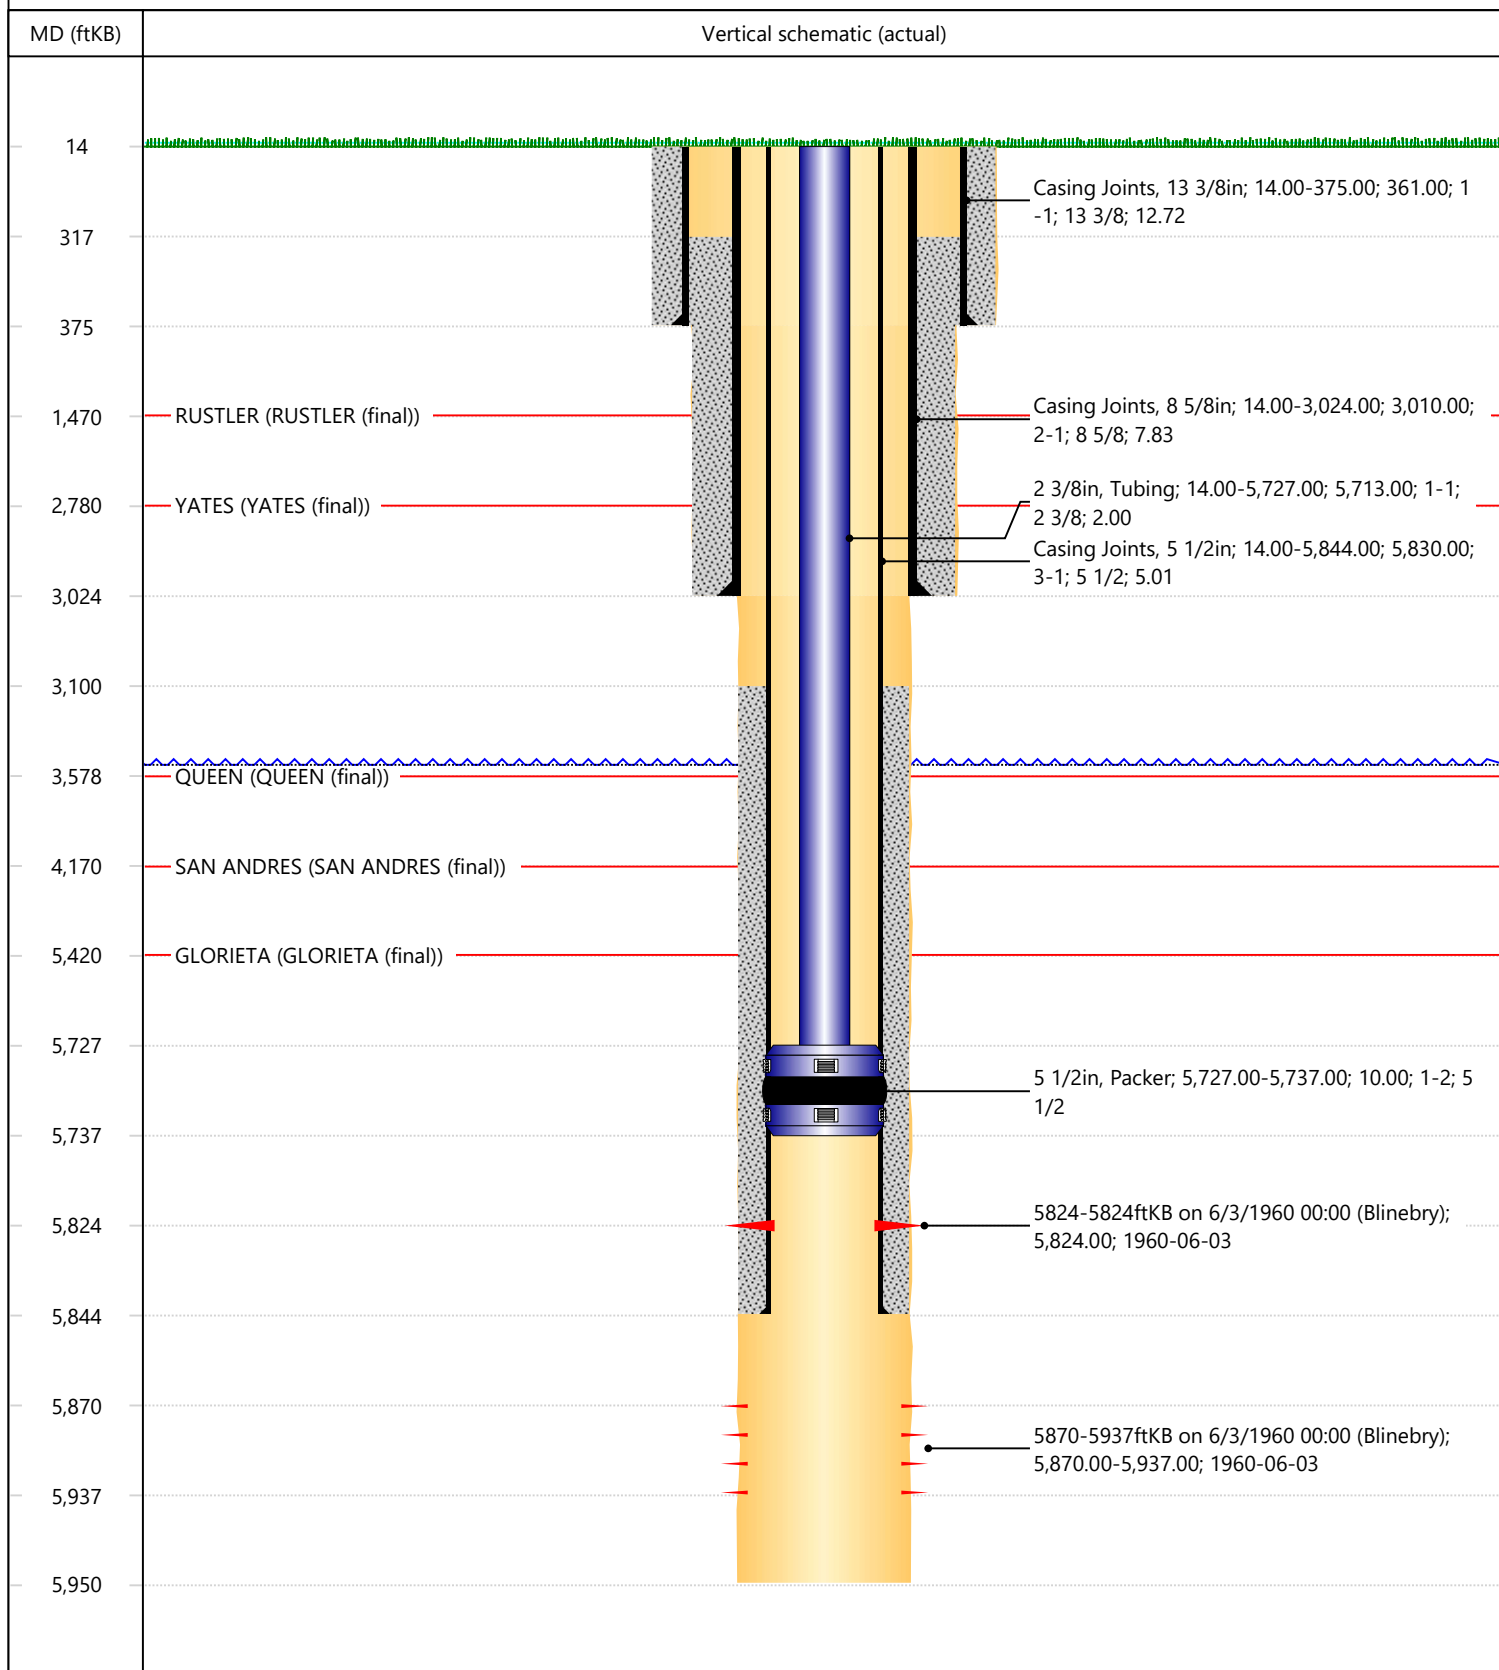 MD (ftKB)
Vertical schematic (actual)
14
Casing Joints, 13 3/8in; 14.00-375.00; 361.00; 1
-1; 13 3/8; 12.72
317
375
1,470
RUSTLER (RUSTLER (final))
Casing Joints, 8 5/8in; 14.00-3,024.00; 3,010.00;
2-1; 8 5/8; 7.83
2,780
YATES (YATES (final))
2 3/8in, Tubing; 14.00-5,727.00; 5,713.00; 1-1;
2 3/8; 2.00
Casing Joints, 5 1/2in; 14.00-5,844.00; 5,830.00;
3-1; 5 1/2; 5.01
3,024
3,100
3,578
QUEEN (QUEEN (final))
4,170
SAN ANDRES (SAN ANDRES (final))
5,420
GLORIETA (GLORIETA (final))
5,727
5 1/2in, Packer; 5,727.00-5,737.00; 10.00; 1-2; 5
1/2
5,737
5,824
5824-5824ftKB on 6/3/1960 00:00 (Blinebry);
5,824.00; 1960-06-03
5,844
5,870
5870-5937ftKB on 6/3/1960 00:00 (Blinebry);
5,870.00-5,937.00; 1960-06-03
5,937
5,950